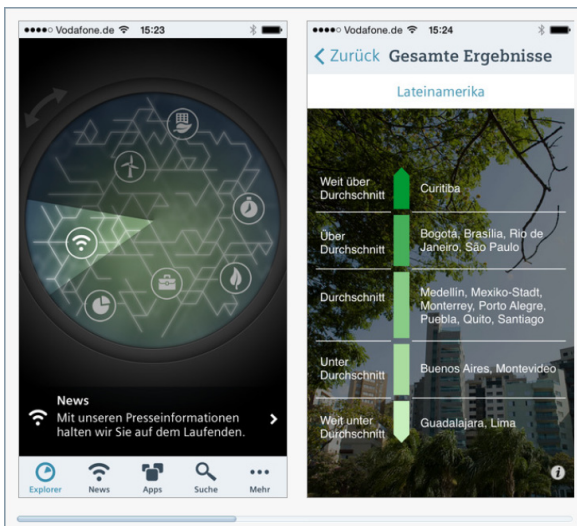 Vodafone.de 15:23
News
Mit unseren Presseinformationen
halten wir Sie auf dem Laufenden.
Explorer News Apps Suche Mehr
Vodafone.de 15:24
Zurück Gesamte Ergebnisse
Lateinamerika
Weit über
Durchschnitt
Curitiba
Über
Durchschnitt
Bogota, Brasília, Rio de
Janeiro, São Paulo
Durchschnitt
Medellín, Mexiko-Stadt,
Monterrey, Porto Alegre,
Puebla, Quito, Santiago
Unter
Durchschnitt
Buenos Aires, Montevideo
Weit unter
Durchschnitt
Guadalajara, Lima